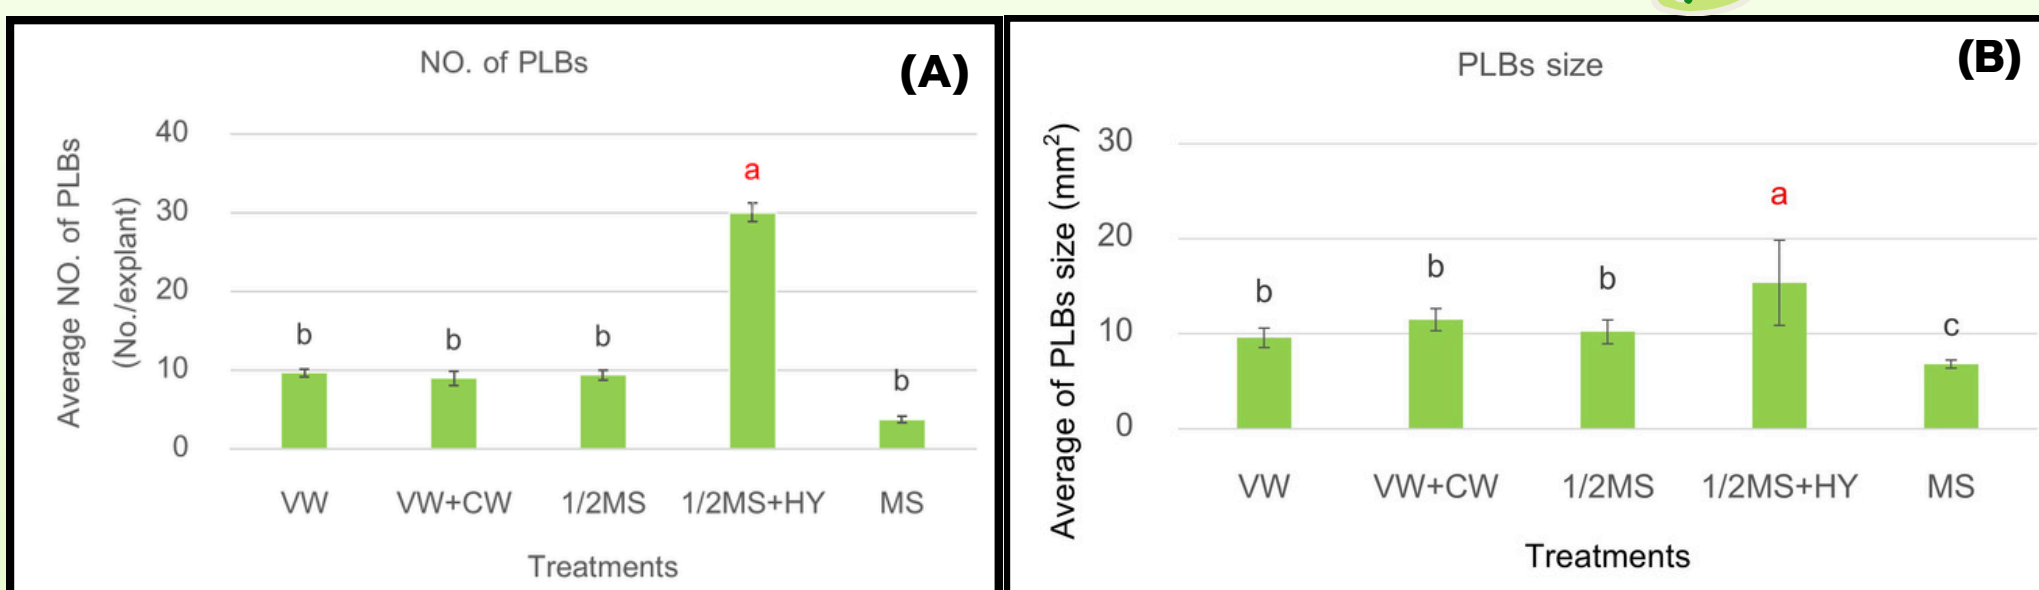 NO. of PLBs
(A)
Average NO. of PLBs
(No./explant)
40
30
20
10
0
b
b
b
a
b
VW
VW+CW
1/2MS
1/2MS+HY
MS
Treatments
PLBs size
(B)
Average of PLBs size (mm²)
30
20
10
0
b
b
b
a
c
VW
VW+CW
1/2MS
1/2MS+HY
MS
Treatments